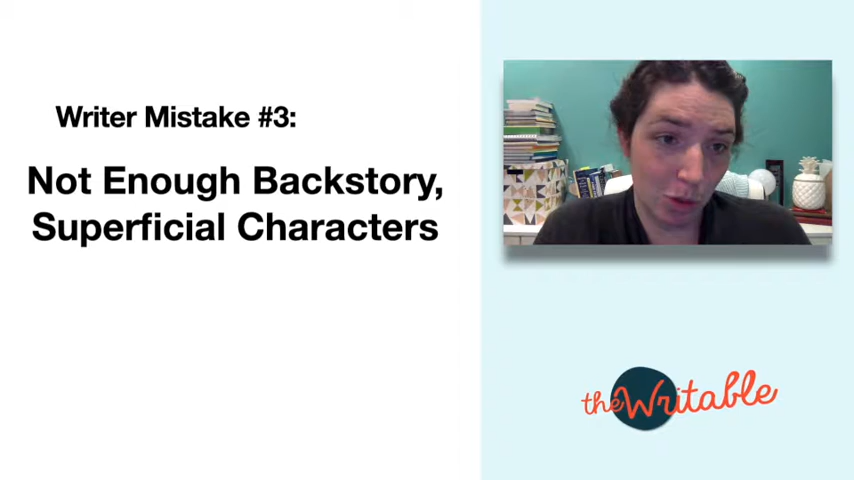 Writer Mistake #3:
Not Enough Backstory,
Superficial Characters
theWritable